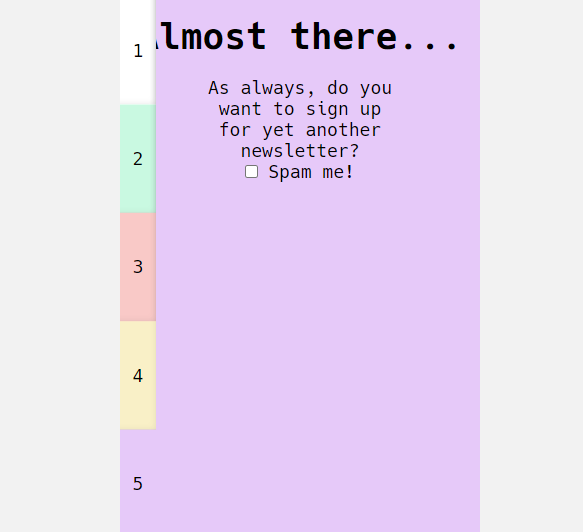 lmost there...
As always, do you
want to sign up
for yet another
newsletter?
Spam me!
1
2
3
4
5